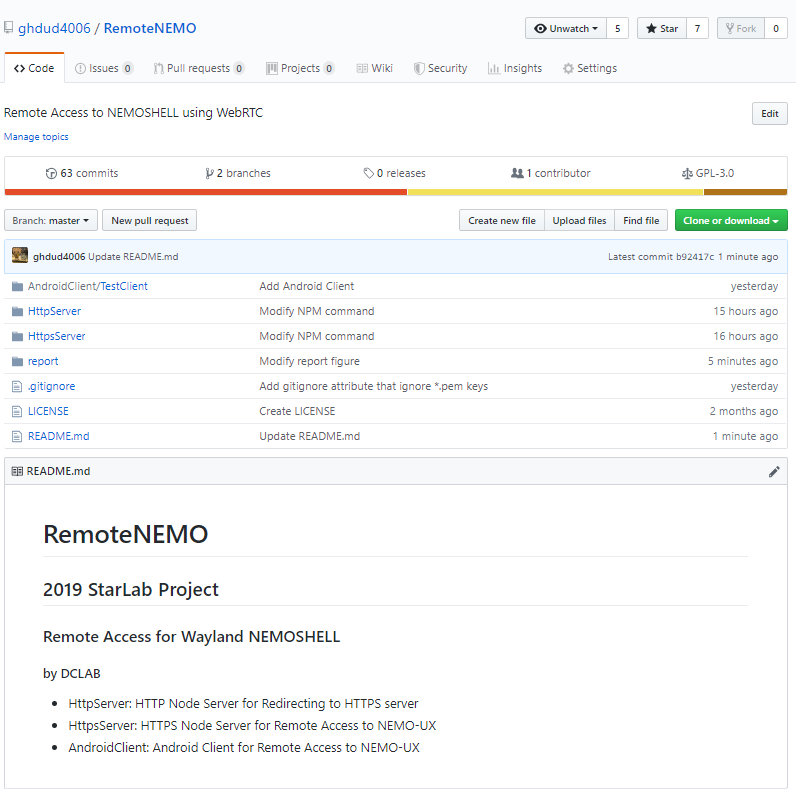 ghdud4006 / RemoteNEMO
Unwatch 5 Star 7 Fork 0
Code Issues 0 Pull requests 0 Projects 0 Wiki Security Insights Settings
Remote Access to NEMOSHELL using WebRTC Edit
Manage topics
63 commits 2 branches 0 releases 1 contributor GPL-3.0
Branch: master New pull request Create new file Upload files Find file Clone or download
ghdud4006 Update README.md Latest commit b92417c 1 minute ago
AndroidClient/TestClient Add Android Client yesterday
HttpServer Modify NPM command 15 hours ago
HttpsServer Modify NPM command 16 hours ago
report Modify report figure 5 minutes ago
.gitignore Add gitignore attribute that ignore *.pem keys yesterday
LICENSE Create LICENSE 2 months ago
README.md Update README.md 1 minute ago
README.md
RemoteNEMO
2019 StarLab Project
Remote Access for Wayland NEMOSHELL
by DCLAB
• HttpServer: HTTP Node Server for Redirecting to HTTPS server
• HttpsServer: HTTPS Node Server for Remote Access to NEMO-UX
• AndroidClient: Android Client for Remote Access to NEMO-UX